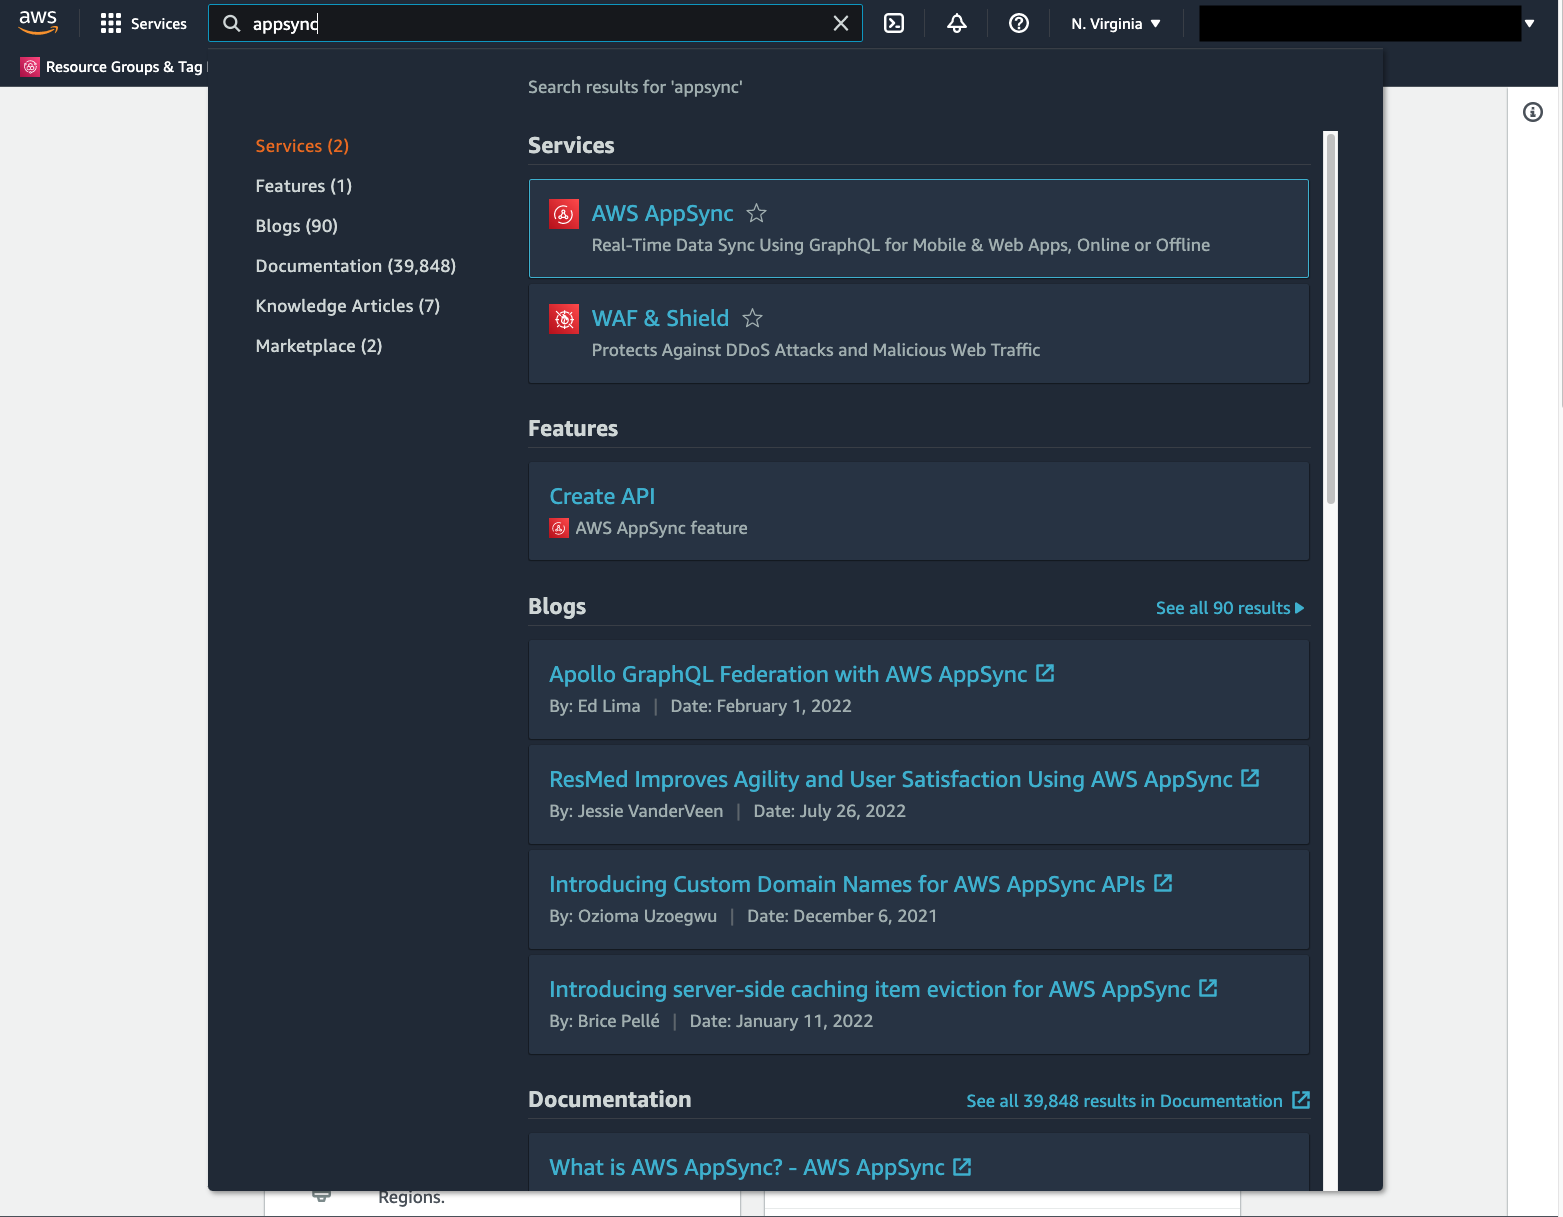 aws
Services
appsync
N. Virginia
Resource Groups & Tag
Search results for 'appsync'
Services (2)
Features (1)
Blogs (90)
Documentation (39,848)
Knowledge Articles (7)
Marketplace (2)
Services
AWS AppSync
Real-Time Data Sync Using GraphQL for Mobile & Web Apps, Online or Offline
WAF & Shield
Protects Against DDoS Attacks and Malicious Web Traffic
Features
Create API
AWS AppSync feature
Blogs
See all 90 results
Apollo GraphQL Federation with AWS AppSync
By: Ed Lima | Date: February 1, 2022
ResMed Improves Agility and User Satisfaction Using AWS AppSync
By: Jessie VanderVeen | Date: July 26, 2022
Introducing Custom Domain Names for AWS AppSync APIs
By: Ozioma Uzoegwu | Date: December 6, 2021
Introducing server-side caching item eviction for AWS AppSync
By: Brice Pellé | Date: January 11, 2022
Documentation
See all 39,848 results in Documentation
What is AWS AppSync? - AWS AppSync
Regions.